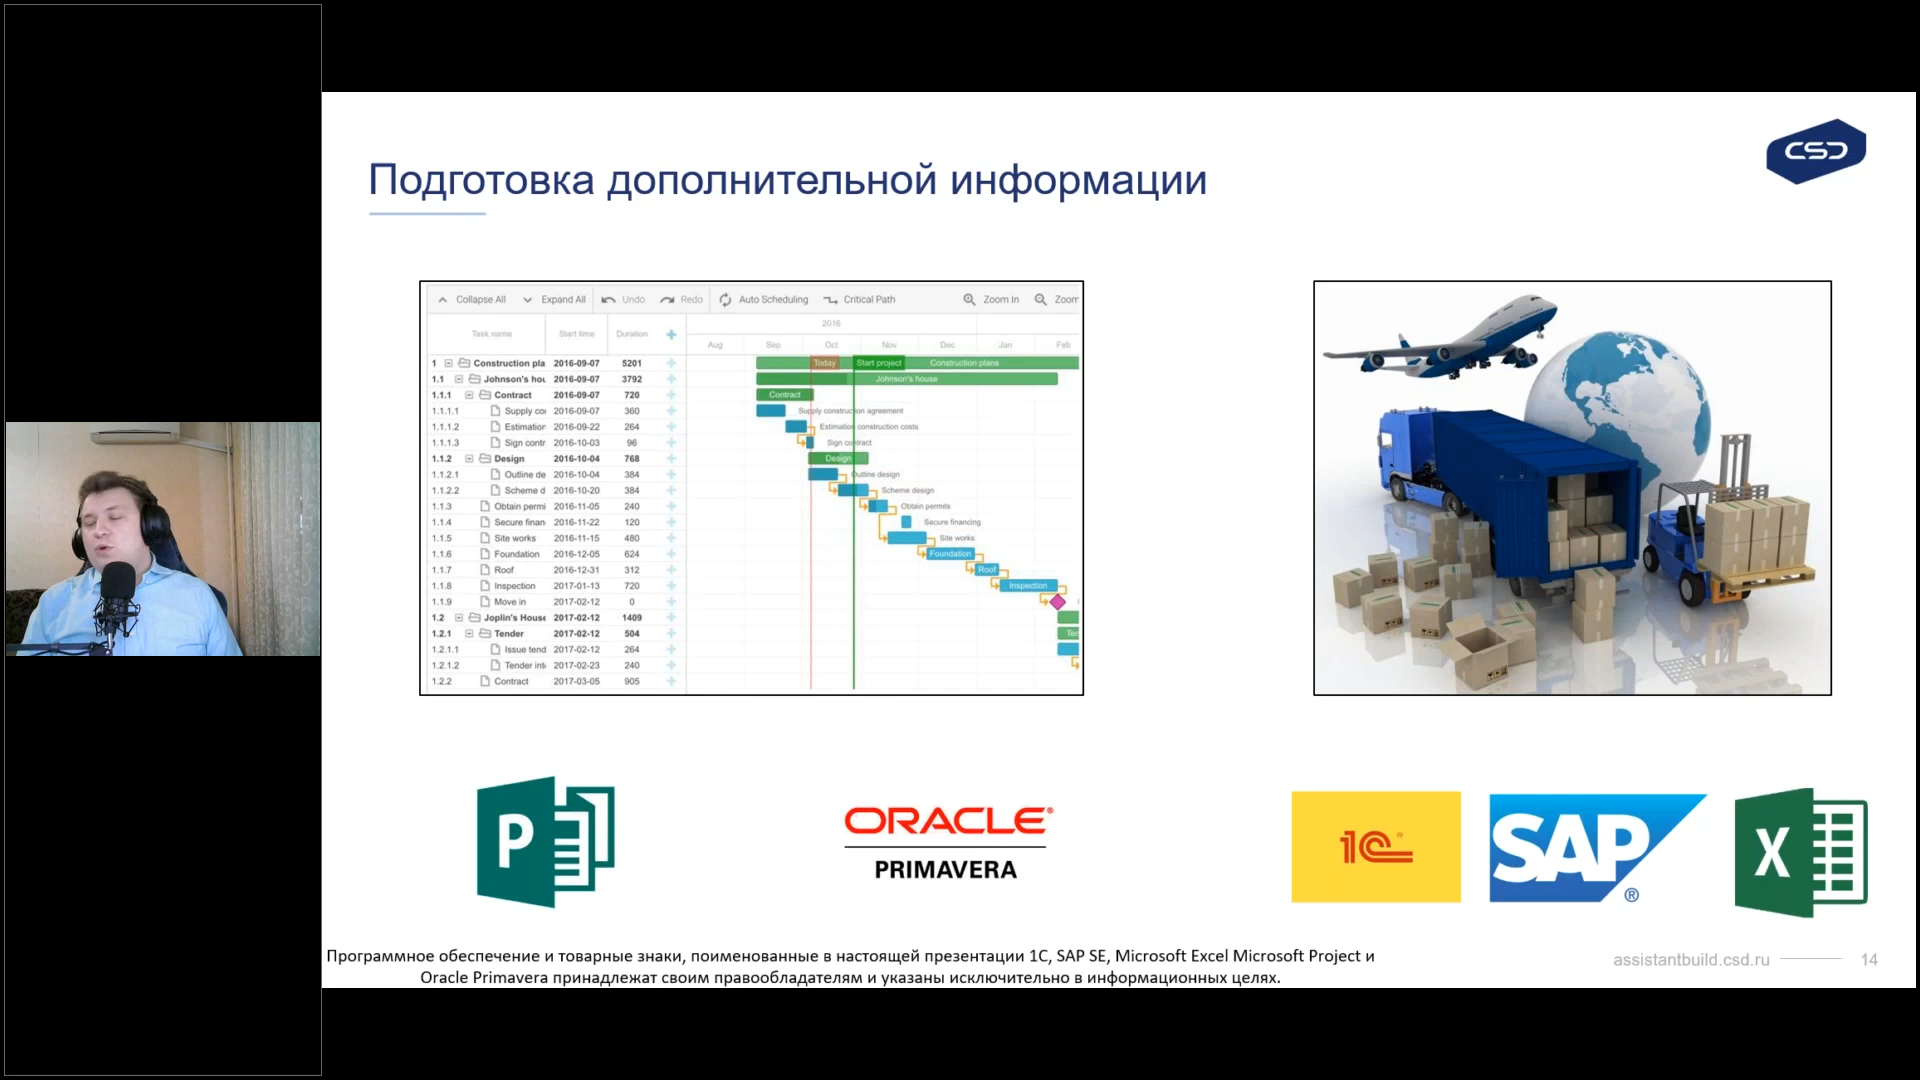 Подготовка дополнительной информации
CSD
Collapse All Expand All Undo Redo Auto Scheduling Critical Path Zoom In Zoom
Task name Start time Duration 2016
Aug Sep Oct Nov Dec Jan Feb
1 Construction pla 2016-09-07 5201 Today Start project Construction plans
1.1 Johnson's hou 2016-09-07 3792 Johnson's house
1.1.1 Contract 2016-09-07 720 Contract
1.1.1.1 Supply co 2016-09-07 360 Supply construction agreement
1.1.1.2 Estimation 2016-09-22 264 Estimation construction costs
1.1.1.3 Sign contr 2016-10-03 96 Sign contract
1.1.2 Design 2016-10-04 768 Design
1.1.2.1 Outline de 2016-10-04 384 Outline design
1.1.2.2 Scheme d 2016-10-20 384 Scheme design
1.1.3 Obtain permi 2016-11-05 240 Obtain permits
1.1.4 Secure finan 2016-11-22 120 Secure financing
1.1.5 Site works 2016-11-15 480 Site works
1.1.6 Foundation 2016-12-05 624 Foundation
1.1.7 Roof 2016-12-31 312 Roof
1.1.8 Inspection 2017-01-13 720 Inspection
1.1.9 Move in 2017-02-12 0
1.2 Joplin's House 2017-02-12 1409
1.2.1 Tender 2017-02-12 504 Ten
1.2.1.1 Issue tend 2017-02-12 264
1.2.1.2 Tender int 2017-02-23 240
1.2.2 Contract 2017-03-05 905
P
ORACLE®
PRIMAVERA
1С®
SAP®
X
Программное обеспечение и товарные знаки, поименованные в настоящей презентации 1С, SAP SE, Microsoft Excel Microsoft Project и
Oracle Primavera принадлежат своим правообладателям и указаны исключительно в информационных целях.
assistantbuild.csd.ru 14